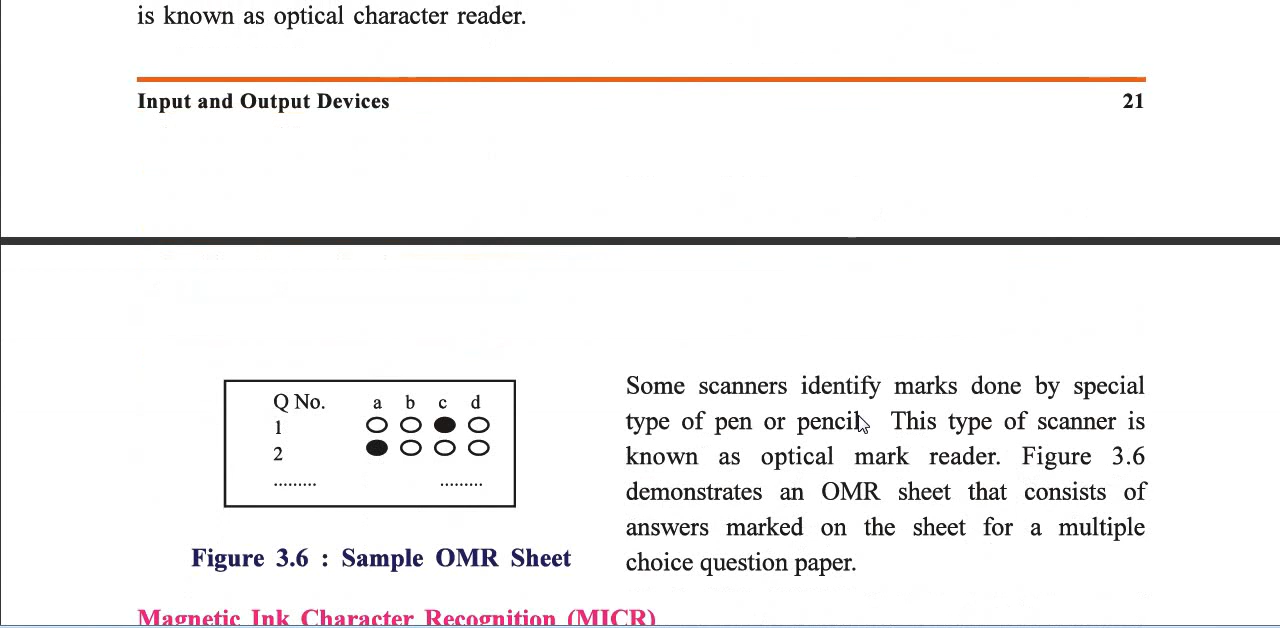 is known as optical character reader.
Input and Output Devices 21
Q No. a b c d
1
2
......... .........
Figure 3.6 : Sample OMR Sheet
Some scanners identify marks done by special
type of pen or pencil. This type of scanner is
known as optical mark reader. Figure 3.6
demonstrates an OMR sheet that consists of
answers marked on the sheet for a multiple
choice question paper.
Magnetic Ink Character Recognition (MICR)